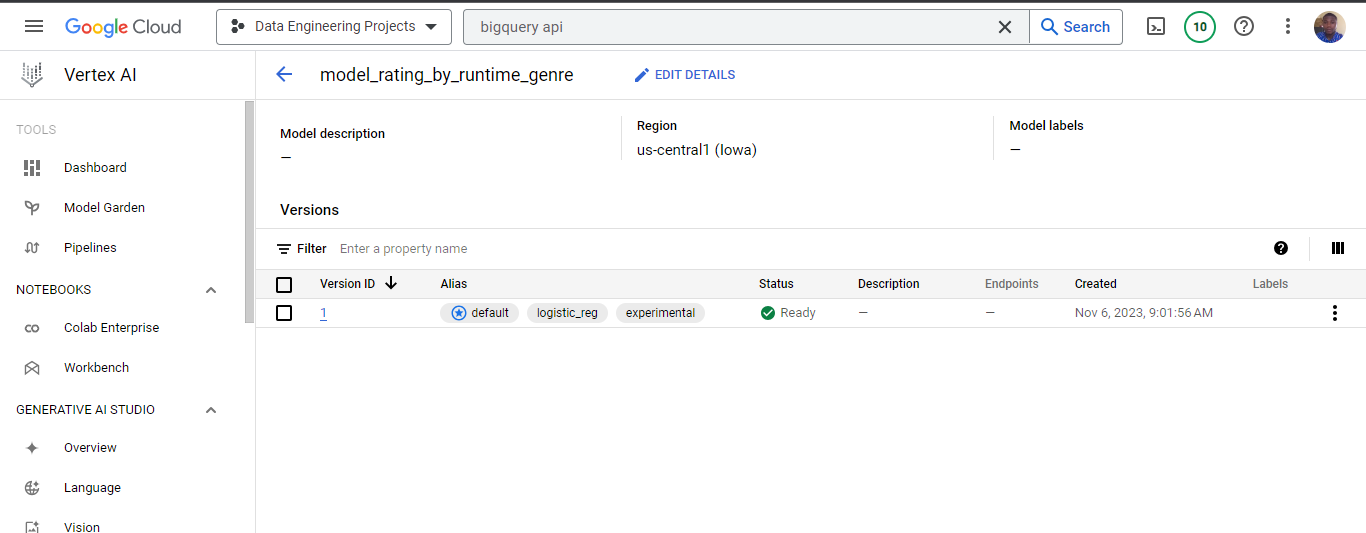 Google Cloud
Data Engineering Projects
bigquery api
Search
10
Vertex AI
model_rating_by_runtime_genre
EDIT DETAILS
TOOLS
Dashboard
Model Garden
Pipelines
NOTEBOOKS
Colab Enterprise
Workbench
GENERATIVE AI STUDIO
Overview
Language
Vision
Model description
—
Region
us-central1 (Iowa)
Model labels
—
Versions
Filter Enter a property name
Version ID Alias Status Description Endpoints Created Labels
1 default logistic_reg experimental Ready — — Nov 6, 2023, 9:01:56 AM